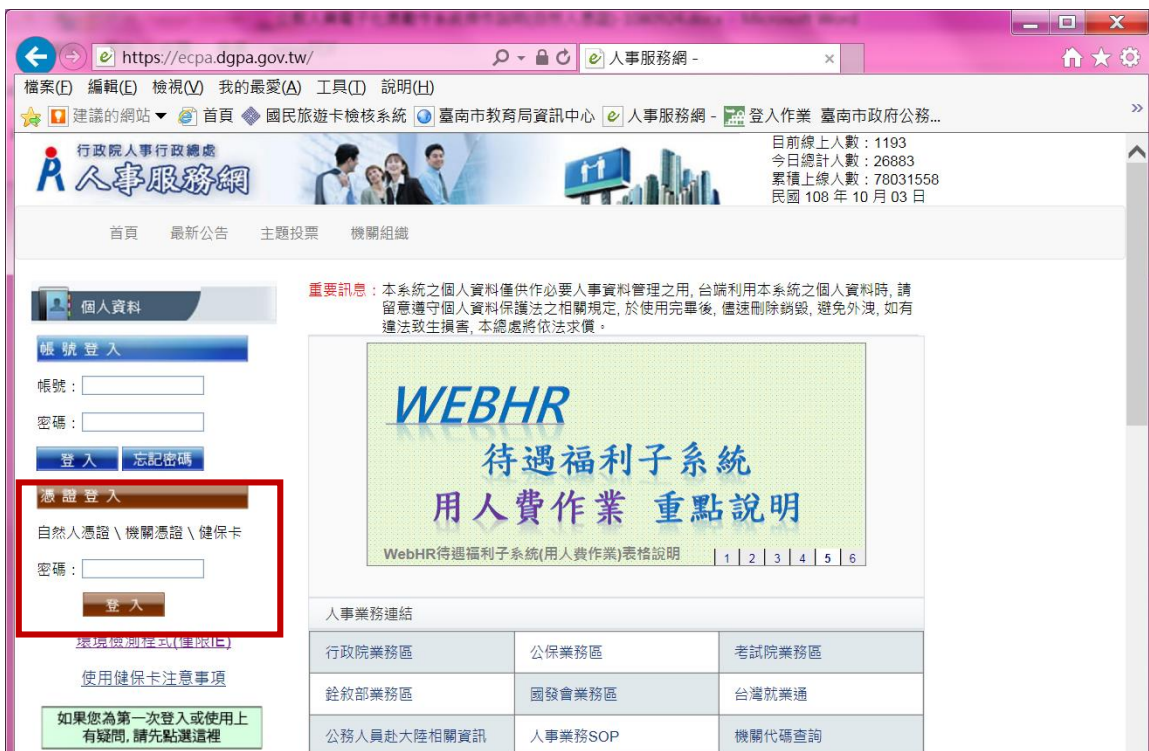 https://ecpa.dgpa.gov.tw/
人事服務網 -
檔案(F) 編輯(E) 檢視(V) 我的最愛(A) 工具(T) 說明(H)
建議的網站 首頁 國民旅遊卡檢核系統 臺南市教育局資訊中心 人事服務網 - 登入作業 臺南市政府公務...
行政院人事行政總處
人事服務網
目前線上人數：1193
今日總計人數：26883
累積上線人數：78031558
民國 108 年 10 月 03 日
首頁 最新公告 主題投票 機關組織
個人資料
帳號登入
帳號：
密碼：
登入 忘記密碼
憑證登入
自然人憑證 \ 機關憑證 \ 健保卡
密碼：
登入
環境檢測程式(僅限IE)
使用健保卡注意事項
如果您為第一次登入或使用上
有疑問, 請先點選這裡
重要訊息：本系統之個人資料僅供作必要人事資料管理之用, 台端利用本系統之個人資料時, 請
留意遵守個人資料保護法之相關規定, 於使用完畢後, 儘速刪除銷毀, 避免外洩, 如有
違法致生損害, 本總處將依法求償。
WEBHR
待遇福利子系統
用人費作業 重點說明
WebHR待遇福利子系統(用人費作業)表格說明
1 2 3 4 5 6
人事業務連結
行政院業務區 公保業務區 考試院業務區
銓敘部業務區 國發會業務區 台灣就業通
公務人員赴大陸相關資訊 人事業務SOP 機關代碼查詢